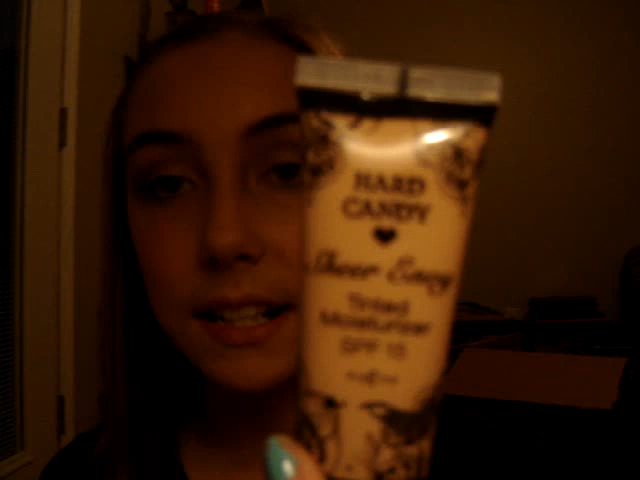 HARD
CANDY
Sheer Envy
Tinted
Moisturizer
SPF 15